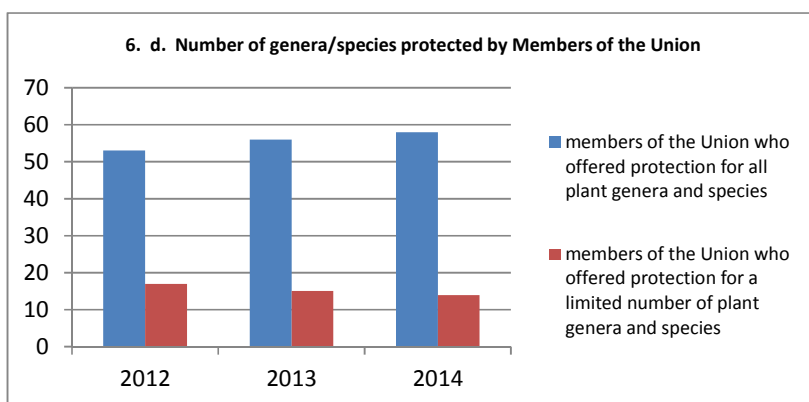 6. d. Number of genera/species protected by Members of the Union
70
60
50
40
30
20
10
0
2012 2013 2014
members of the Union who
offered protection for all
plant genera and species
members of the Union who
offered protection for a
limited number of plant
genera and species